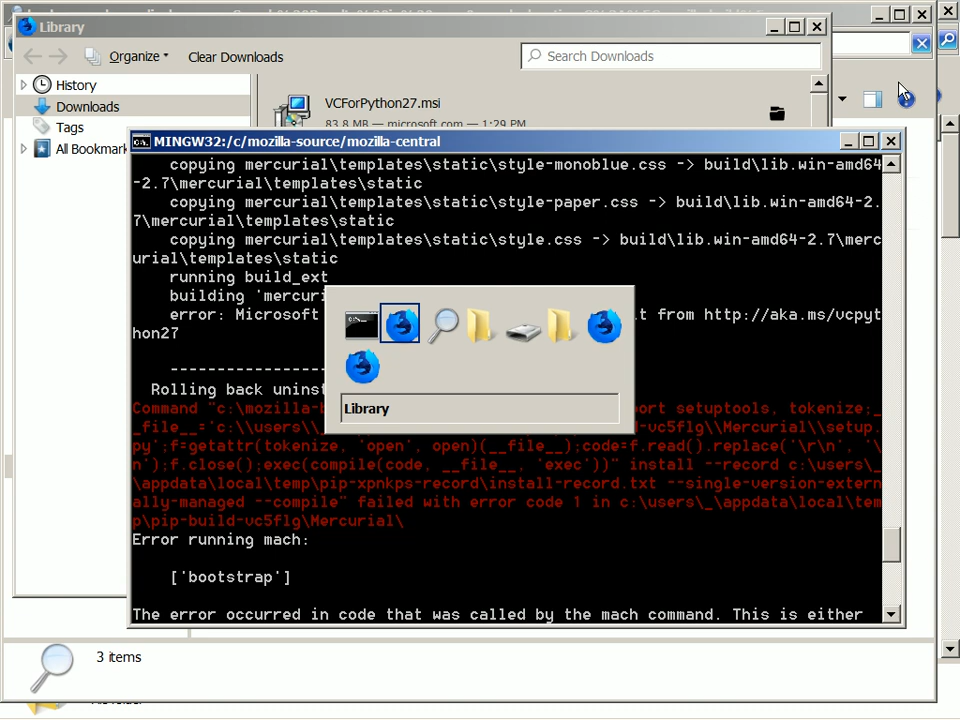 Library
Organize
Clear Downloads
Search Downloads
History
Downloads
Tags
All Bookmark
VCForPython27.msi
83.8 MB — microsoft.com — 1:29 PM
MINGW32:/c/mozilla-source/mozilla-central
copying mercurial\templates\static\style-monoblue.css -> build\lib.win-amd64
-2.7\mercurial\templates\static
copying mercurial\templates\static\style-paper.css -> build\lib.win-amd64-2.
7\mercurial\templates\static
copying mercurial\templates\static\style.css -> build\lib.win-amd64-2.7\merc
urial\templates\static
running build_ext
building 'mercuri
error: Microsoft t from http://aka.ms/vcpyt
hon27
--------------------
Rolling back uninst
Command "c:\mozilla-b port setuptools, tokenize;_
_file__='c:\\users\\_ d-vc5flg\\Mercurial\\setup.
py';f=getattr(tokenize, 'open', open)(__file__);code=f.read().replace('\r\n', '\
n');f.close();exec(compile(code, __file__, 'exec'))" install --record c:\users\_
\appdata\local\temp\pip-xpnkps-record\install-record.txt --single-version-extern
ally-managed --compile" failed with error code 1 in c:\users\_\appdata\local\tem
p\pip-build-vc5flg\Mercurial\
Error running mach:
['bootstrap']
The error occurred in code that was called by the mach command. This is either
Library
3 items